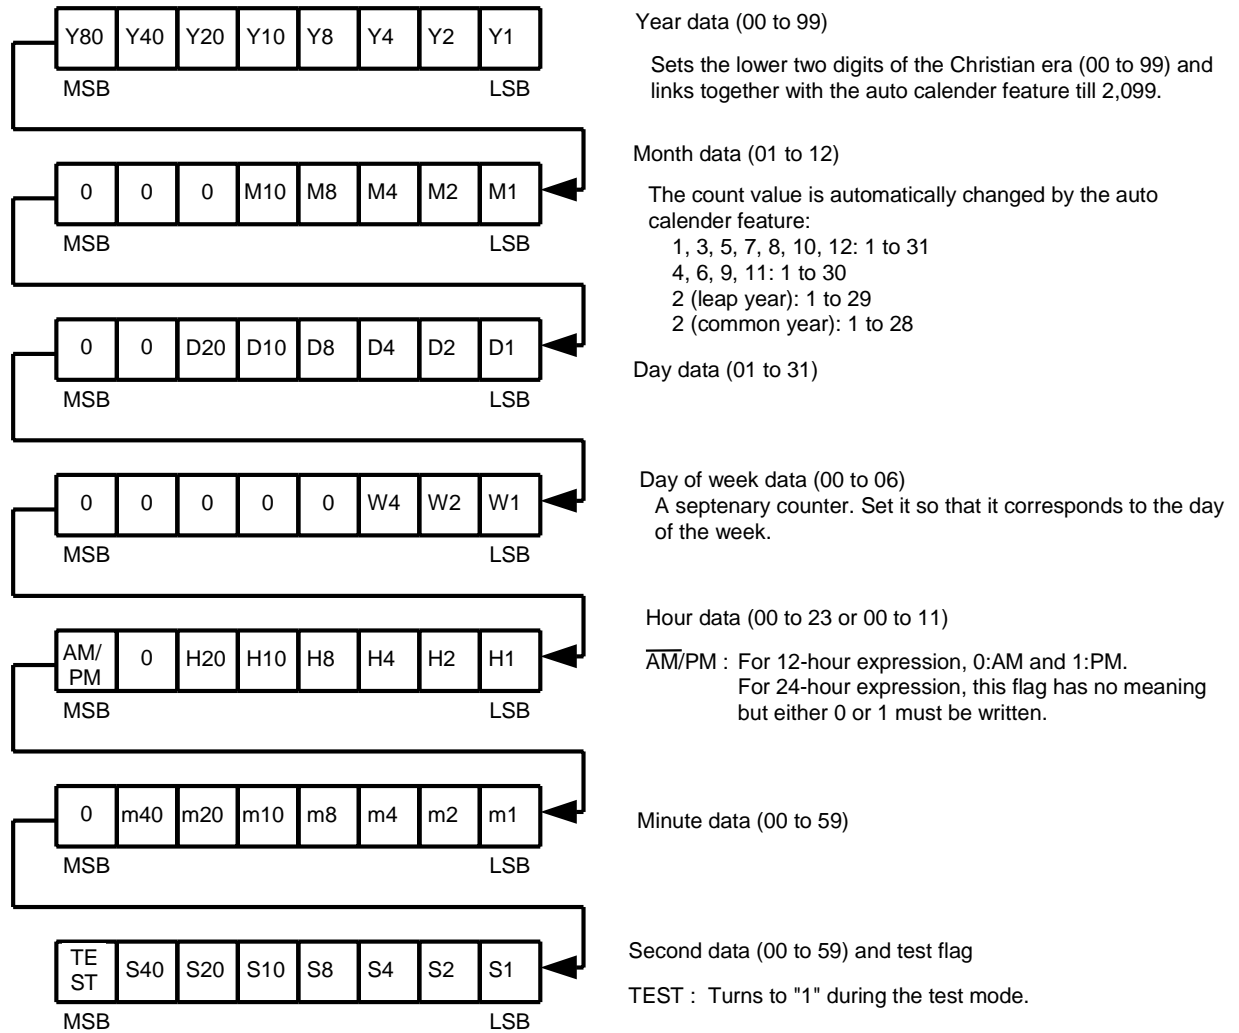 Y80 Y40 Y20 Y10 Y8 Y4 Y2 Y1
MSB LSB
Year data (00 to 99)
Sets the lower two digits of the Christian era (00 to 99) and
links together with the auto calender feature till 2,099.
0 0 0 M10 M8 M4 M2 M1
MSB LSB
Month data (01 to 12)
The count value is automatically changed by the auto
calender feature:
1, 3, 5, 7, 8, 10, 12: 1 to 31
4, 6, 9, 11: 1 to 30
2 (leap year): 1 to 29
2 (common year): 1 to 28
0 0 D20 D10 D8 D4 D2 D1
MSB LSB
Day data (01 to 31)
0 0 0 0 0 W4 W2 W1
MSB LSB
Day of week data (00 to 06)
A septenary counter. Set it so that it corresponds to the day
of the week.
AM/
PM 0 H20 H10 H8 H4 H2 H1
MSB LSB
Hour data (00 to 23 or 00 to 11)
AM/PM : For 12-hour expression, 0:AM and 1:PM.
For 24-hour expression, this flag has no meaning
but either 0 or 1 must be written.
0 m40 m20 m10 m8 m4 m2 m1
MSB LSB
Minute data (00 to 59)
TE
ST S40 S20 S10 S8 S4 S2 S1
MSB LSB
Second data (00 to 59) and test flag
TEST : Turns to "1" during the test mode.